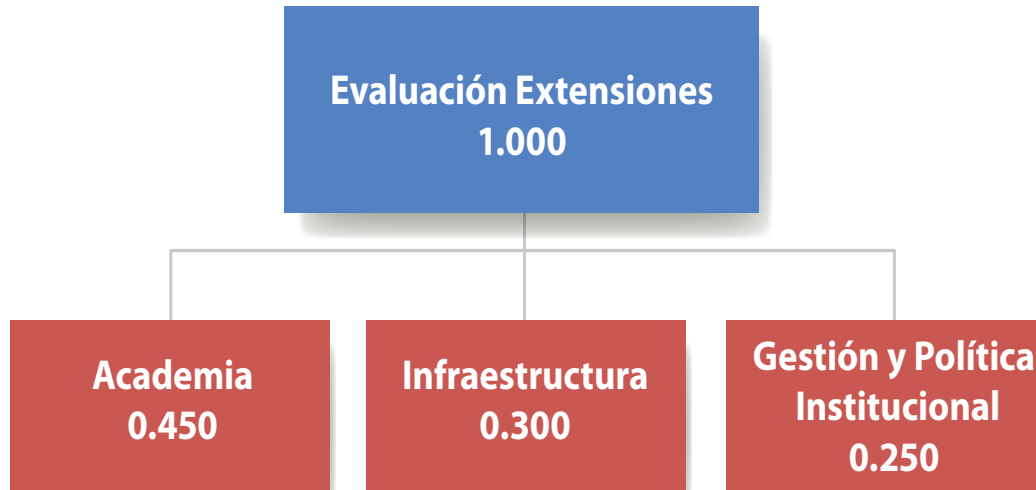 Evaluación Extensiones
1.000
Academia
0.450
Infraestructura
0.300
Gestión y Política
Institucional
0.250